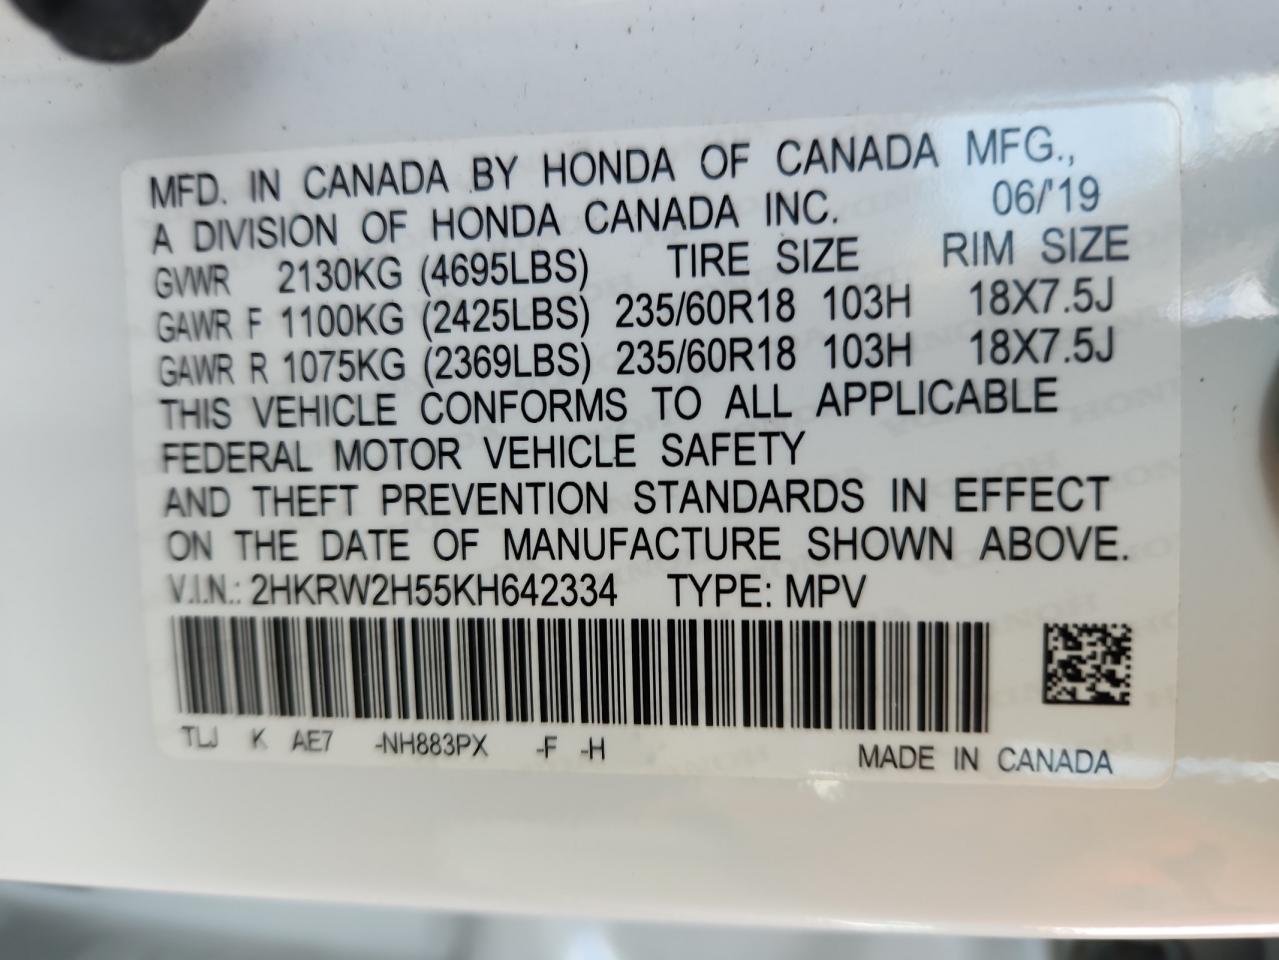 MFD. IN CANADA BY HONDA OF CANADA MFG.,
A DIVISION OF HONDA CANADA INC. 06/'19
GVWR 2130KG (4695LBS) TIRE SIZE RIM SIZE
GAWR F 1100KG (2425LBS) 235/60R18 103H 18X7.5J
GAWR R 1075KG (2369LBS) 235/60R18 103H 18X7.5J
THIS VEHICLE CONFORMS TO ALL APPLICABLE
FEDERAL MOTOR VEHICLE SAFETY
AND THEFT PREVENTION STANDARDS IN EFFECT
ON THE DATE OF MANUFACTURE SHOWN ABOVE.
V.I.N.: 2HKRW2H55KH642334 TYPE: MPV
TLJ K AE7 -NH883PX -F -H MADE IN CANADA